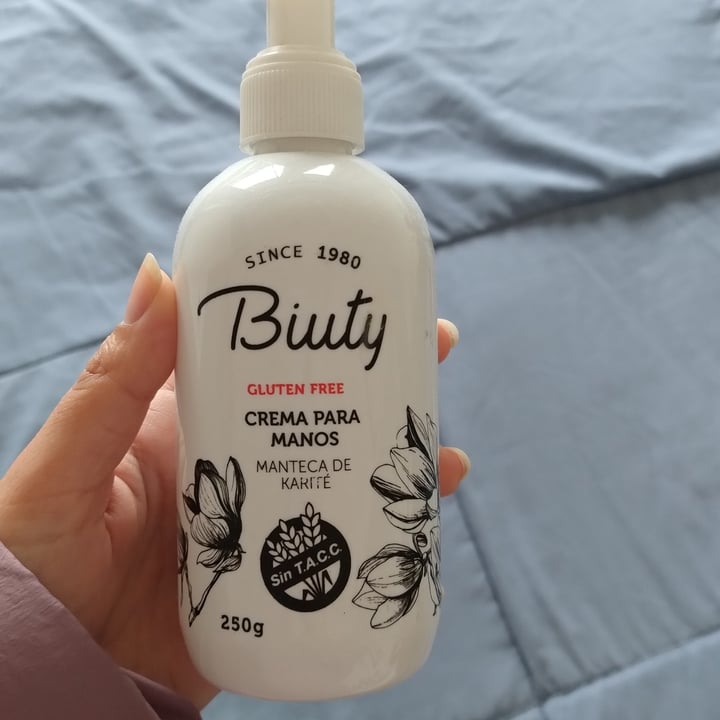 SINCE 1980
Biuty
GLUTEN FREE
CREMA PARA
MANOS
MANTECA DE
KARITÉ
Sin T.A.C.C.
250g